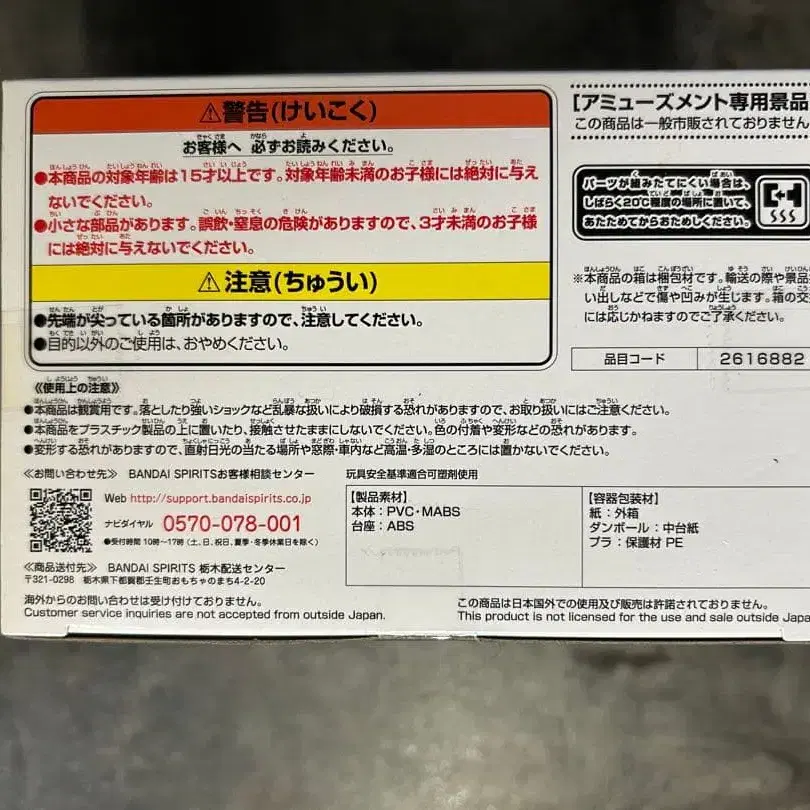 ⚠警告(けいこく)
お客様へ 必ずお読みください。
●本商品の対象年齢は15才以上です。対象年齢未満のお子様には絶対に与え
ないでください。
●小さな部品があります。誤飲・窒息の危険がありますので、3才未満のお子様
には絶対に与えないでください。
⚠注意(ちゅうい)
●先端が尖っている箇所がありますので、注意してください。
●目的以外のご使用は、おやめください。
[アミューズメント専用景品
この商品は一般市販されておりません
パーツが組みたてにくい場合は、
しばらく20℃程度の場所に置いて、
あたためてからおためしください。
※本商品の箱は梱包材です。輸送の際や景品
い出しなどで傷や凹みが生じます。箱の交
には応じかねますのでご了承ください。
品目コード 2616882
《使用上の注意》
●本商品は観賞用です。落としたり強いショックなど乱暴な扱いにより破損する恐れがありますので、お取り扱いにはご注意ください。
●本商品をプラスチック製品の上に置いたり、接触させたままにしないでください。色の付着や変形などの恐れがあります。
●変形する恐れがありますので、直射日光の当たる場所や窓際・車内など高温・多湿のところには置かないでください。
≪お問い合わせ先≫ BANDAI SPIRITSお客様相談センター
Web http://support.bandaispirits.co.jp
ナビダイヤル 0570-078-001
●受付時間 10時〜17時(土、日、祝日、夏季・冬季休業日を除く)
≪商品送付先≫ BANDAI SPIRITS 栃木配送センター
〒321-0298 栃木県下都賀郡壬生町おもちゃのまち4-2-20
玩具安全基準適合可塑剤使用
【製品素材】
本体：PVC・MABS
台座：ABS
【容器包装材】
紙：外箱
ダンボール：中台紙
プラ：保護材 PE
海外からのお問い合わせは受け付けておりません。
Customer service inquiries are not accepted from outside Japan.
この商品は日本国外での使用及び販売は許諾されておりません。
This product is not licensed for the use and sale outside Japa